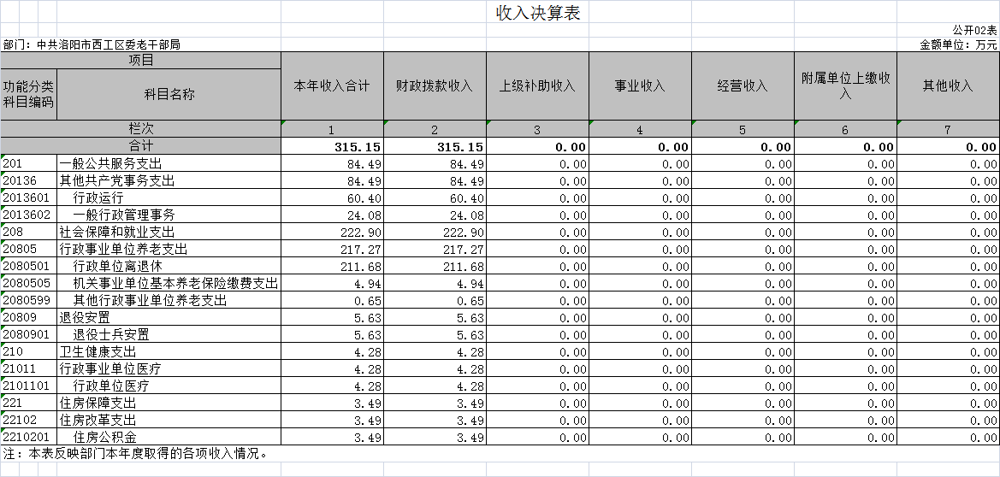 收入决算表
公开02表
部门：中共洛阳市西工区委老干部局 金额单位：万元
项目 本年收入合计 财政拨款收入 上级补助收入 事业收入 经营收入 附属单位上缴收入 其他收入
功能分类科目编码 科目名称
栏次 1 2 3 4 5 6 7
合计 315.15 315.15 0.00 0.00 0.00 0.00 0.00
201 一般公共服务支出 84.49 84.49 0.00 0.00 0.00 0.00 0.00
20136 其他共产党事务支出 84.49 84.49 0.00 0.00 0.00 0.00 0.00
2013601 行政运行 60.40 60.40 0.00 0.00 0.00 0.00 0.00
2013602 一般行政管理事务 24.08 24.08 0.00 0.00 0.00 0.00 0.00
208 社会保障和就业支出 222.90 222.90 0.00 0.00 0.00 0.00 0.00
20805 行政事业单位养老支出 217.27 217.27 0.00 0.00 0.00 0.00 0.00
2080501 行政单位离退休 211.68 211.68 0.00 0.00 0.00 0.00 0.00
2080505 机关事业单位基本养老保险缴费支出 4.94 4.94 0.00 0.00 0.00 0.00 0.00
2080599 其他行政事业单位养老支出 0.65 0.65 0.00 0.00 0.00 0.00 0.00
20809 退役安置 5.63 5.63 0.00 0.00 0.00 0.00 0.00
2080901 退役士兵安置 5.63 5.63 0.00 0.00 0.00 0.00 0.00
210 卫生健康支出 4.28 4.28 0.00 0.00 0.00 0.00 0.00
21011 行政事业单位医疗 4.28 4.28 0.00 0.00 0.00 0.00 0.00
2101101 行政单位医疗 4.28 4.28 0.00 0.00 0.00 0.00 0.00
221 住房保障支出 3.49 3.49 0.00 0.00 0.00 0.00 0.00
22102 住房改革支出 3.49 3.49 0.00 0.00 0.00 0.00 0.00
2210201 住房公积金 3.49 3.49 0.00 0.00 0.00 0.00 0.00
注：本表反映部门本年度取得的各项收入情况。